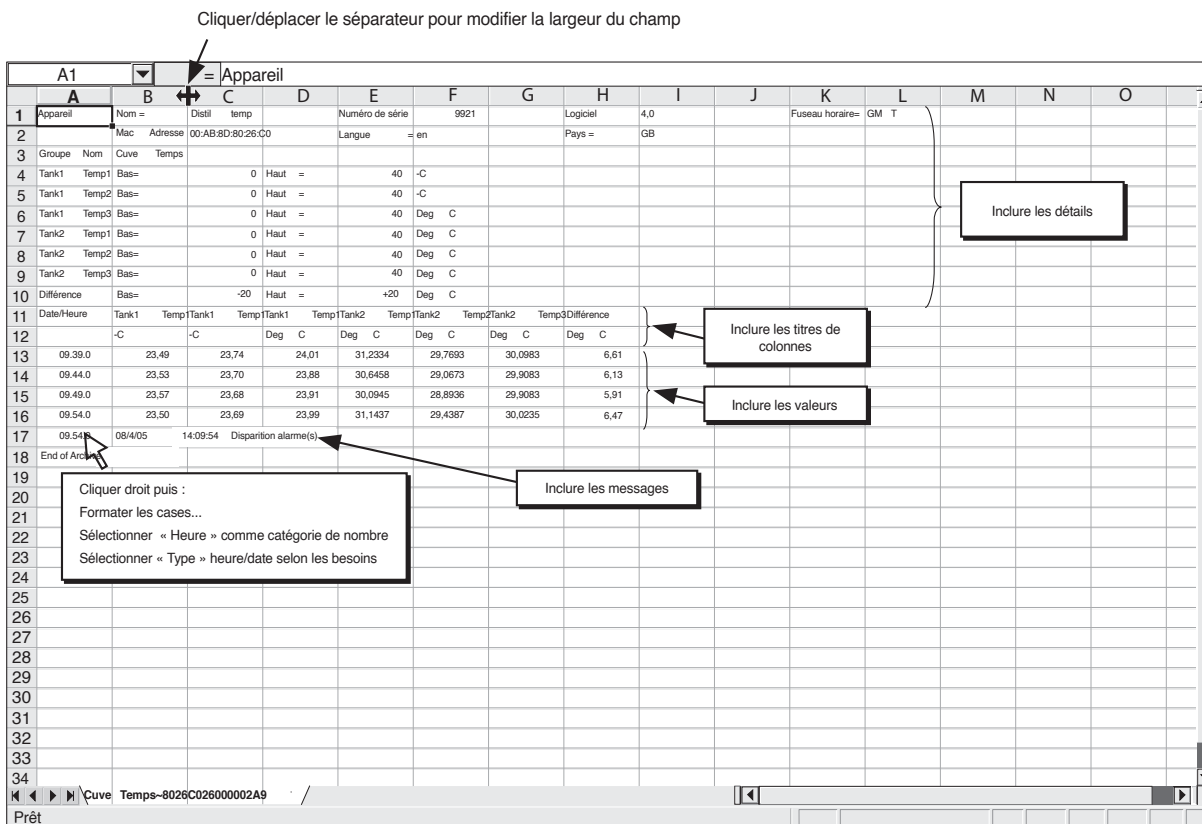 Cliquer/déplacer le séparateur pour modifier la largeur du champ
A1 = Appareil
A B C D E F G H I J K L M N O
1 Appareil Nom = Distil temp Numéro de série 9921 Logiciel 4,0 Fuseau horaire= GM T
2 Mac Adresse 00:AB:8D:80:26:C0 Langue = en Pays = GB
3 Groupe Nom Cuve Temps
4 Tank1 Temp1 Bas= 0 Haut = 40 -C
5 Tank1 Temp2 Bas= 0 Haut = 40 -C
6 Tank1 Temp3 Bas= 0 Haut = 40 Deg C
7 Tank2 Temp1 Bas= 0 Haut = 40 Deg C
8 Tank2 Temp2 Bas= 0 Haut = 40 Deg C
9 Tank2 Temp3 Bas= 0 Haut = 40 Deg C
10 Différence Bas= -20 Haut = +20 Deg C
11 Date/Heure Tank1 Temp1Tank1 Temp1Tank1 Temp1Tank2 Temp1Tank2 Temp2Tank2 Temp3Différence
12 -C -C Deg C Deg C Deg C Deg C Deg C
13 09.39.0 23,49 23,74 24,01 31,2334 29,7693 30,0983 6,61
14 09.44.0 23,53 23,70 23,88 30,6458 29,0673 29,9083 6,13
15 09.49.0 23,57 23,68 23,91 30,0945 28,8936 29,9083 5,91
16 09.54.0 23,50 23,69 23,99 31,1437 29,4387 30,0235 6,47
17 09.54.0 08/4/05 14:09:54 Disparition alarme(s)
18 End of Archive
19
20
21
22
23
24
25
26
27
28
29
30
31
32
33
34
Inclure les détails
Inclure les titres de
colonnes
Inclure les valeurs
Inclure les messages
Cliquer droit puis :
Formater les cases...
Sélectionner « Heure » comme catégorie de nombre
Sélectionner « Type » heure/date selon les besoins
Cuve Temps~8026C026000002A9
Prêt